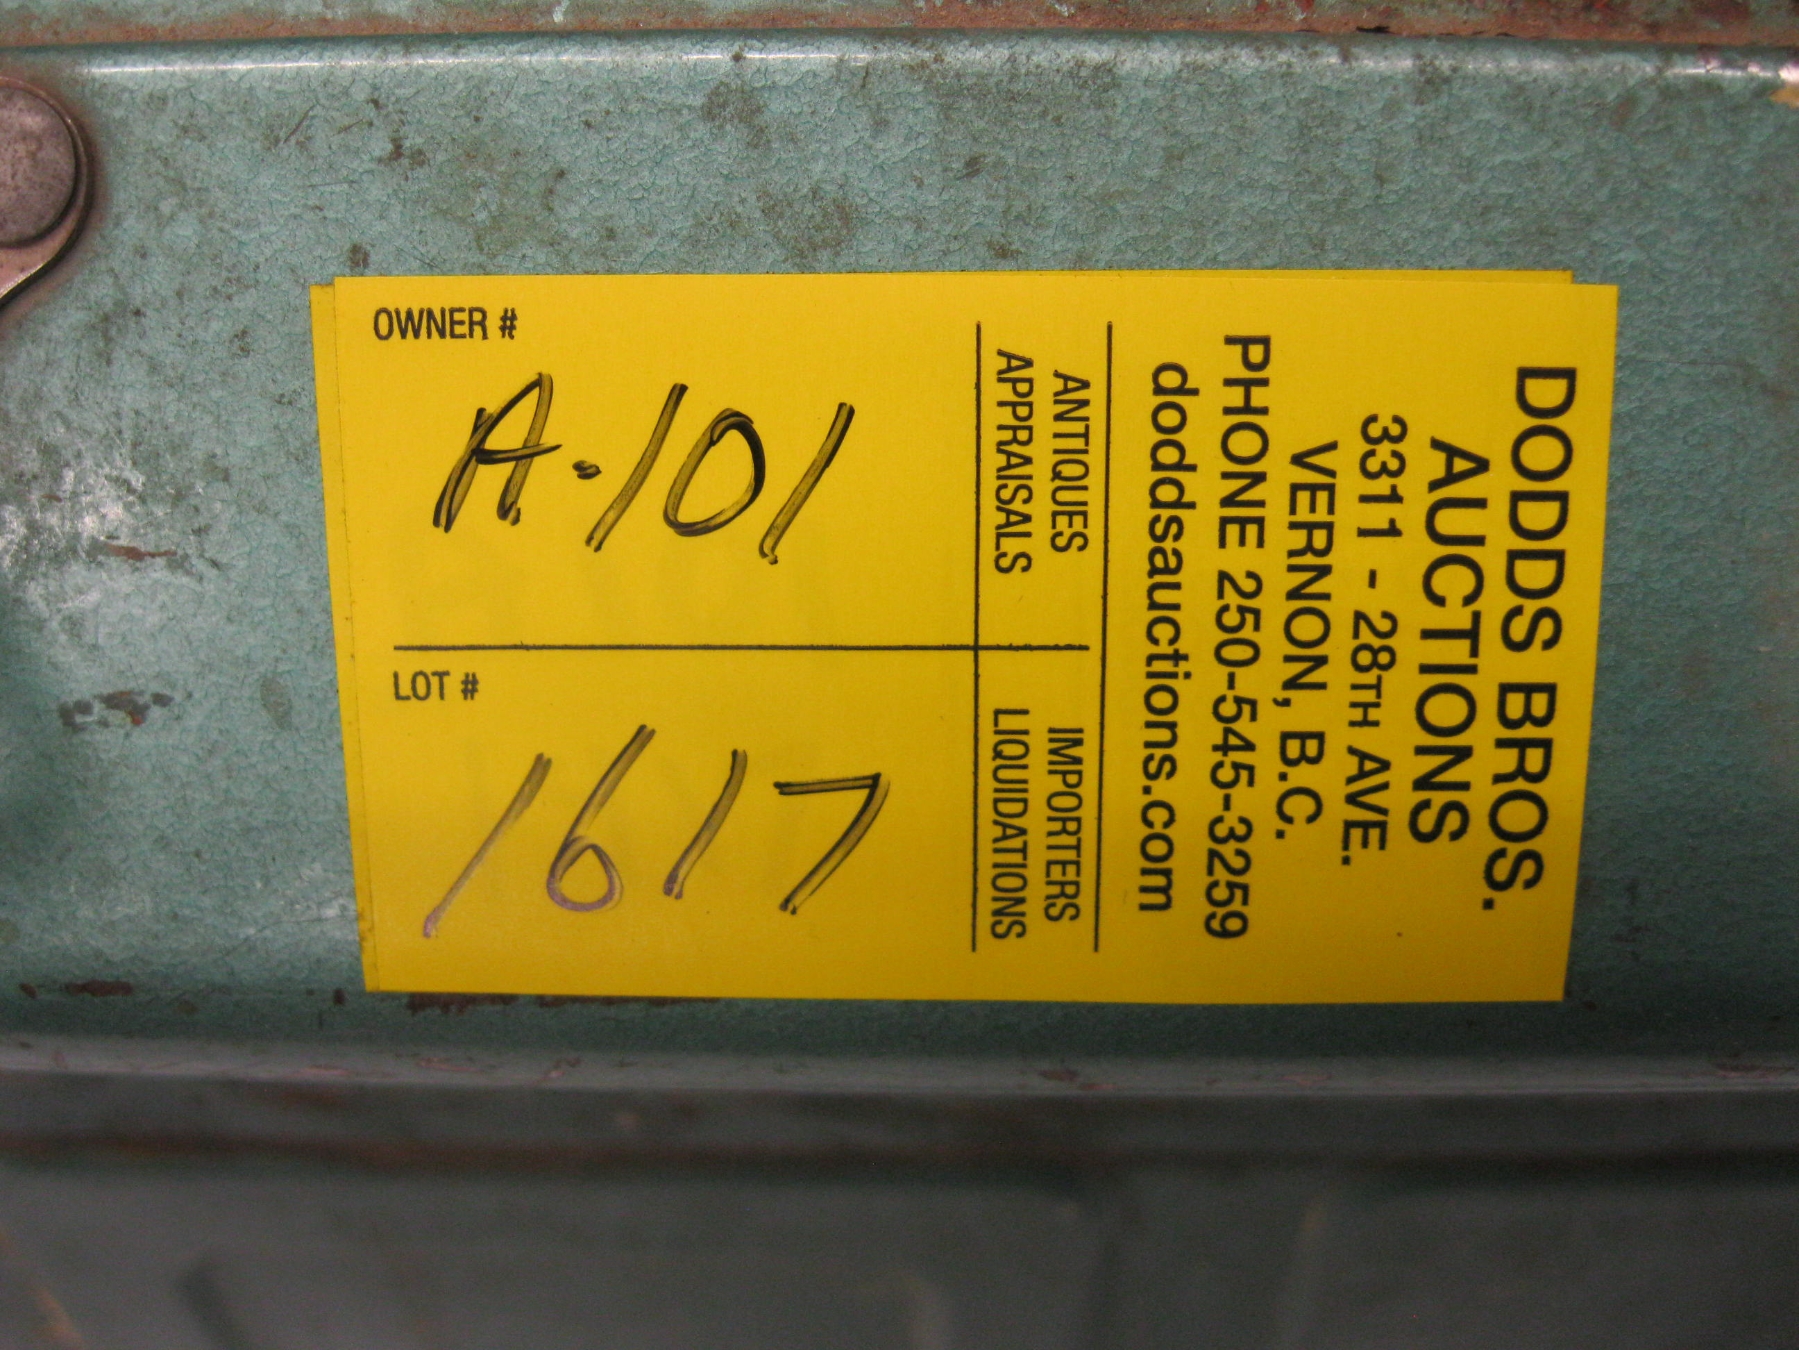 DODDS BROS.
AUCTIONS
3311 - 28TH AVE.
VERNON, B.C.
PHONE 250-545-3259
doddsauctions.com
ANTIQUES IMPORTERS
APPRAISALS LIQUIDATIONS
OWNER #
A-101
LOT #
1617